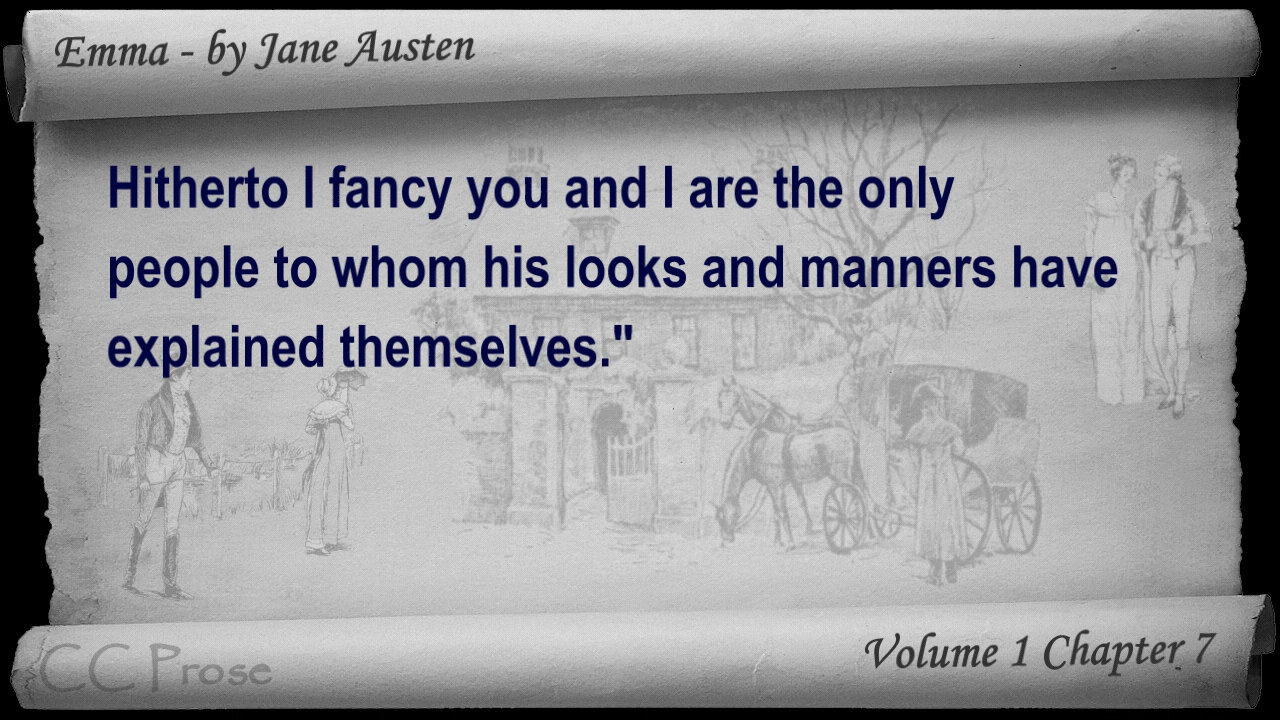 Emma - by Jane Austen
Hitherto I fancy you and I are the only
people to whom his looks and manners have
explained themselves."
CC Prose
Volume 1 Chapter 7